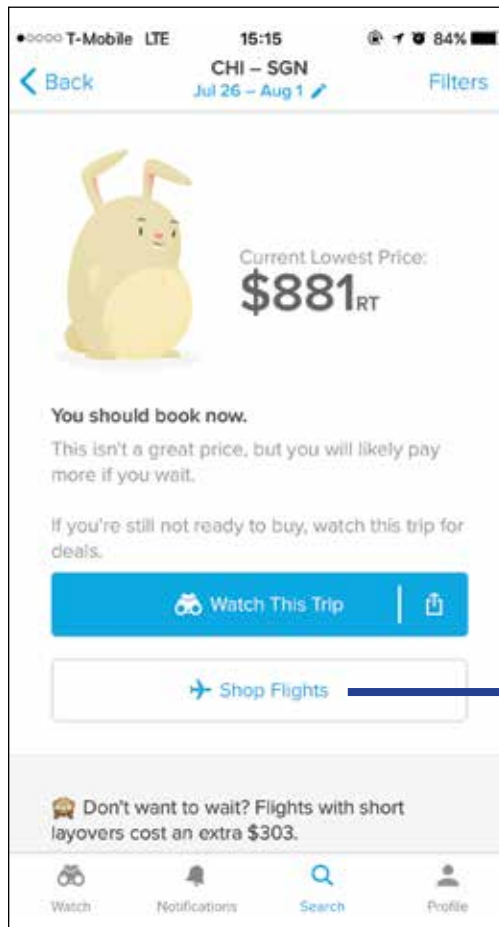 T-Mobile LTE 15:15 84%
Back CHI – SGN Filters
Jul 26 – Aug 1
Current Lowest Price:
$881 RT
You should book now.
This isn't a great price, but you will likely pay
more if you wait.
If you're still not ready to buy, watch this trip for
deals.
Watch This Trip
Shop Flights
Don't want to wait? Flights with short
layovers cost an extra $303.
Watch Notifications Search Profile